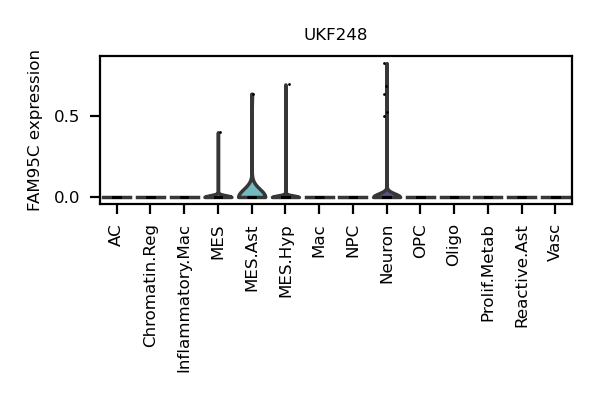 UKF248
FAM95C expression
0.5
0.0
AC
Chromatin.Reg
Inflammatory.Mac
MES
MES.Ast
MES.Hyp
Mac
NPC
Neuron
OPC
Oligo
Prolif.Metab
Reactive.Ast
Vasc